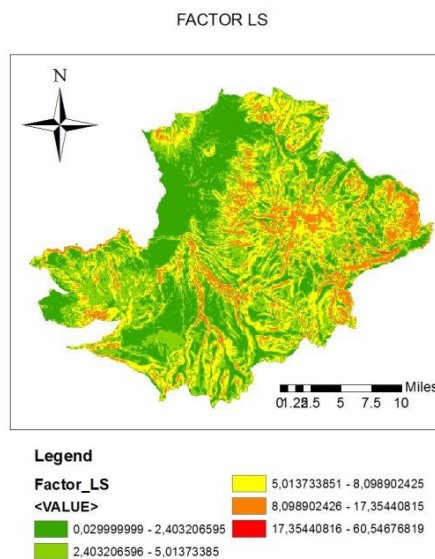 FACTOR LS
N
Miles
0 1.25 2.5 5 7.5 10
Legend
Factor_LS
<VALUE>
0,029999999 - 2,403206595
2,403206596 - 5,01373385
5,013733851 - 8,098902425
8,098902426 - 17,35440815
17,35440816 - 60,54676819